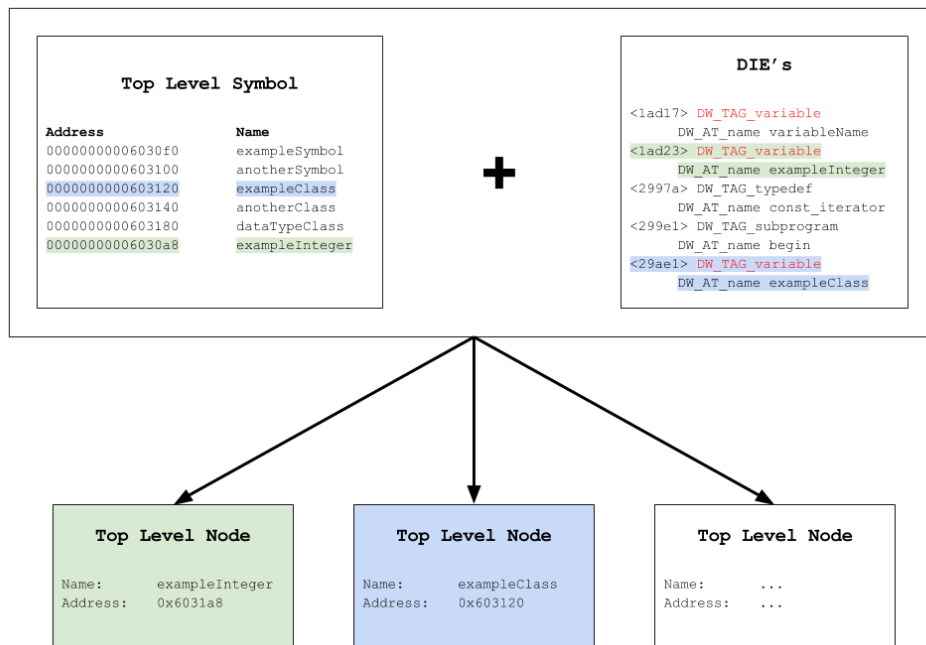 Top Level Symbol
Address Name
00000000006030f0 exampleSymbol
0000000000603100 anotherSymbol
0000000000603120 exampleClass
0000000000603140 anotherClass
0000000000603180 dataTypeClass
00000000006030a8 exampleInteger
+
DIE's
<1ad17> DW_TAG_variable
DW_AT_name variableName
<1ad23> DW_TAG_variable
DW_AT_name exampleInteger
<2997a> DW_TAG_typedef
DW_AT_name const_iterator
<299e1> DW_TAG_subprogram
DW_AT_name begin
<29ae1> DW_TAG_variable
DW_AT_name exampleClass
Top Level Node
Name: exampleInteger
Address: 0x6031a8
Top Level Node
Name: exampleClass
Address: 0x603120
Top Level Node
Name: ...
Address: ...